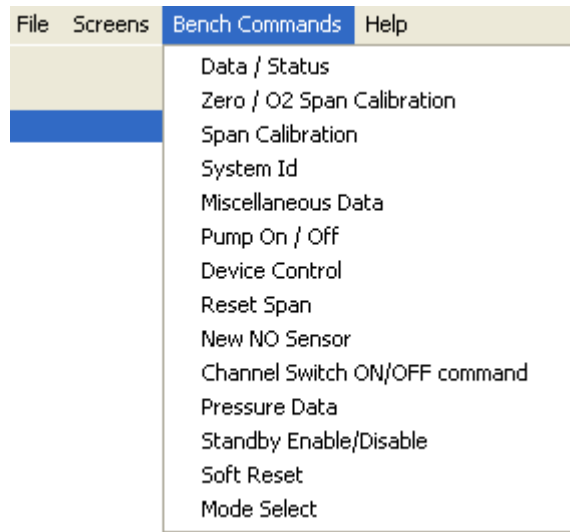 File Screens Bench Commands Help
Data / Status
Zero / O2 Span Calibration
Span Calibration
System Id
Miscellaneous Data
Pump On / Off
Device Control
Reset Span
New NO Sensor
Channel Switch ON/OFF command
Pressure Data
Standby Enable/Disable
Soft Reset
Mode Select